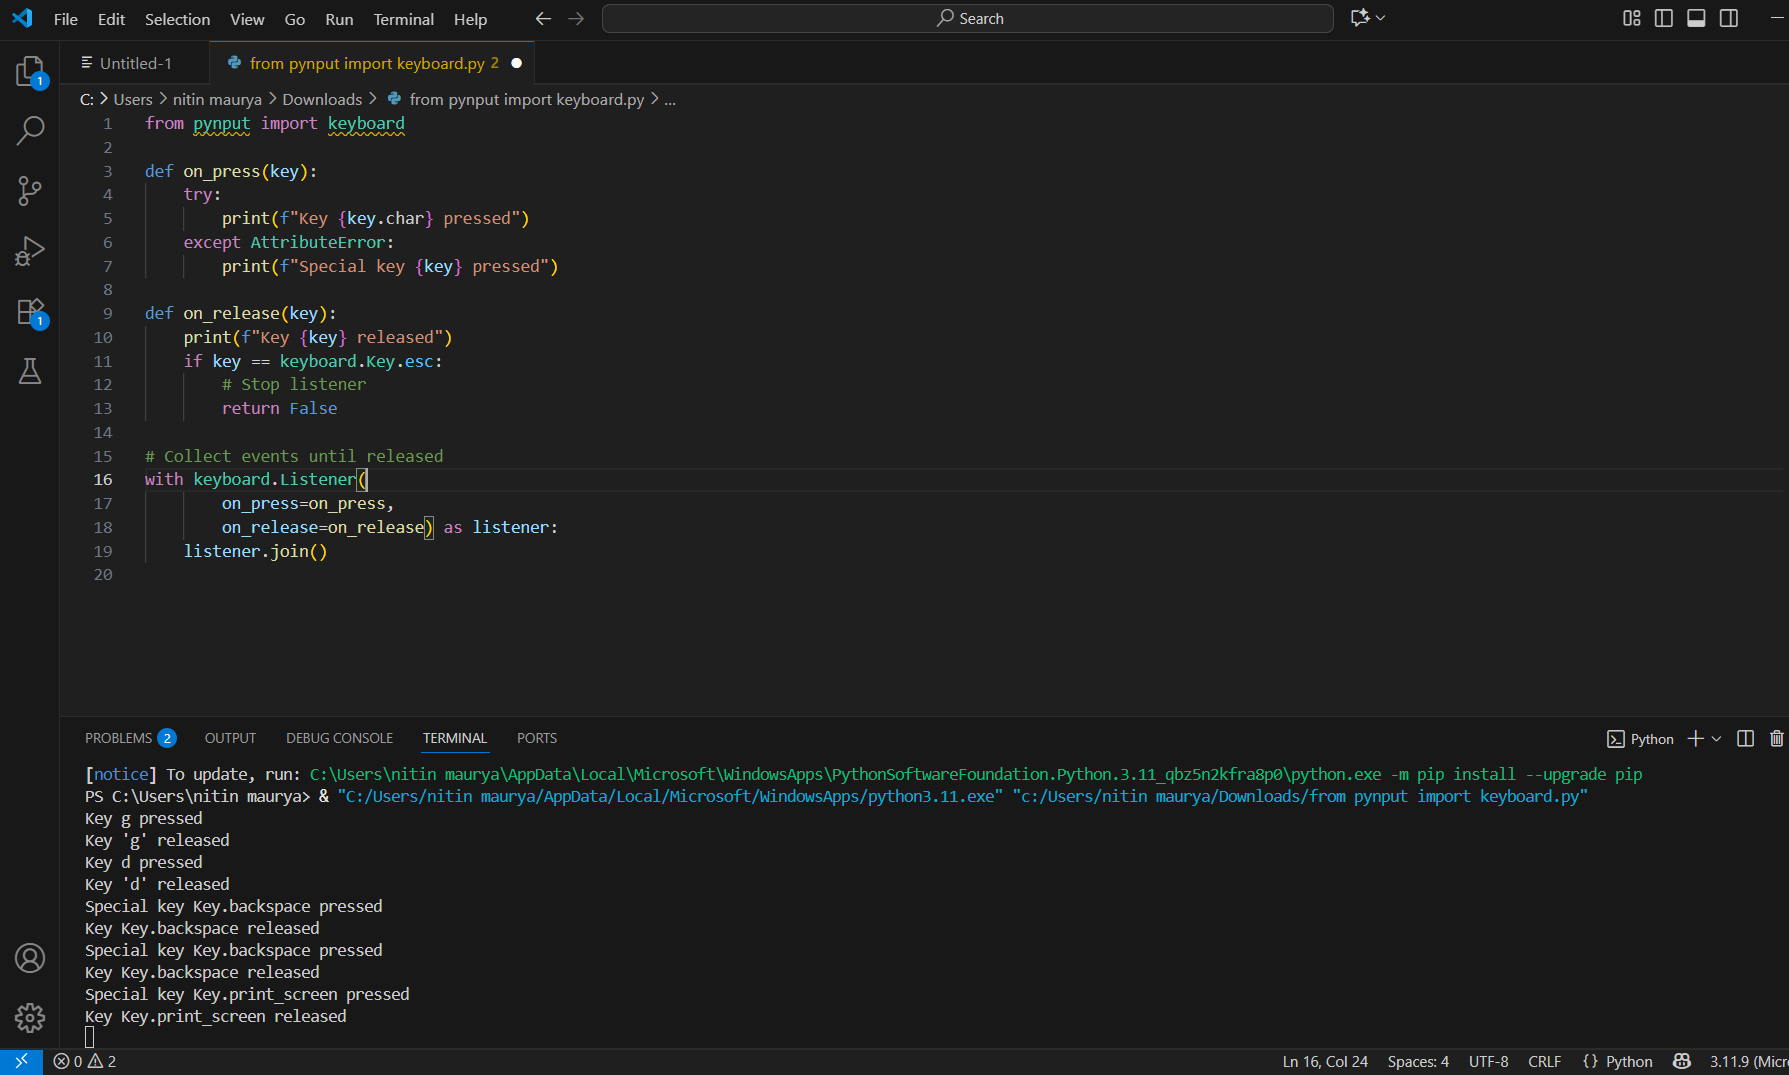 File Edit Selection View Go Run Terminal Help
Search
Untitled-1
from pynput import keyboard.py 2
1
C: > Users > nitin maurya > Downloads > from pynput import keyboard.py > ...
1 from pynput import keyboard
2
3 def on_press(key):
4 try:
5 print(f"Key {key.char} pressed")
6 except AttributeError:
7 print(f"Special key {key} pressed")
8
9 def on_release(key):
10 print(f"Key {key} released")
11 if key == keyboard.Key.esc:
12 # Stop listener
13 return False
14
15 # Collect events until released
16 with keyboard.Listener(
17 on_press=on_press,
18 on_release=on_release) as listener:
19 listener.join()
20
1
PROBLEMS 2 OUTPUT DEBUG CONSOLE TERMINAL PORTS
Python
[notice] To update, run: C:\Users\nitin maurya\AppData\Local\Microsoft\WindowsApps\PythonSoftwareFoundation.Python.3.11_qbz5n2kfra8p0\python.exe -m pip install --upgrade pip
PS C:\Users\nitin maurya> & "C:/Users/nitin maurya/AppData/Local/Microsoft/WindowsApps/python3.11.exe" "c:/Users/nitin maurya/Downloads/from pynput import keyboard.py"
Key g pressed
Key 'g' released
Key d pressed
Key 'd' released
Special key Key.backspace pressed
Key Key.backspace released
Special key Key.backspace pressed
Key Key.backspace released
Special key Key.print_screen pressed
Key Key.print_screen released
0 2
Ln 16, Col 24 Spaces: 4 UTF-8 CRLF {} Python 3.11.9 (Micr